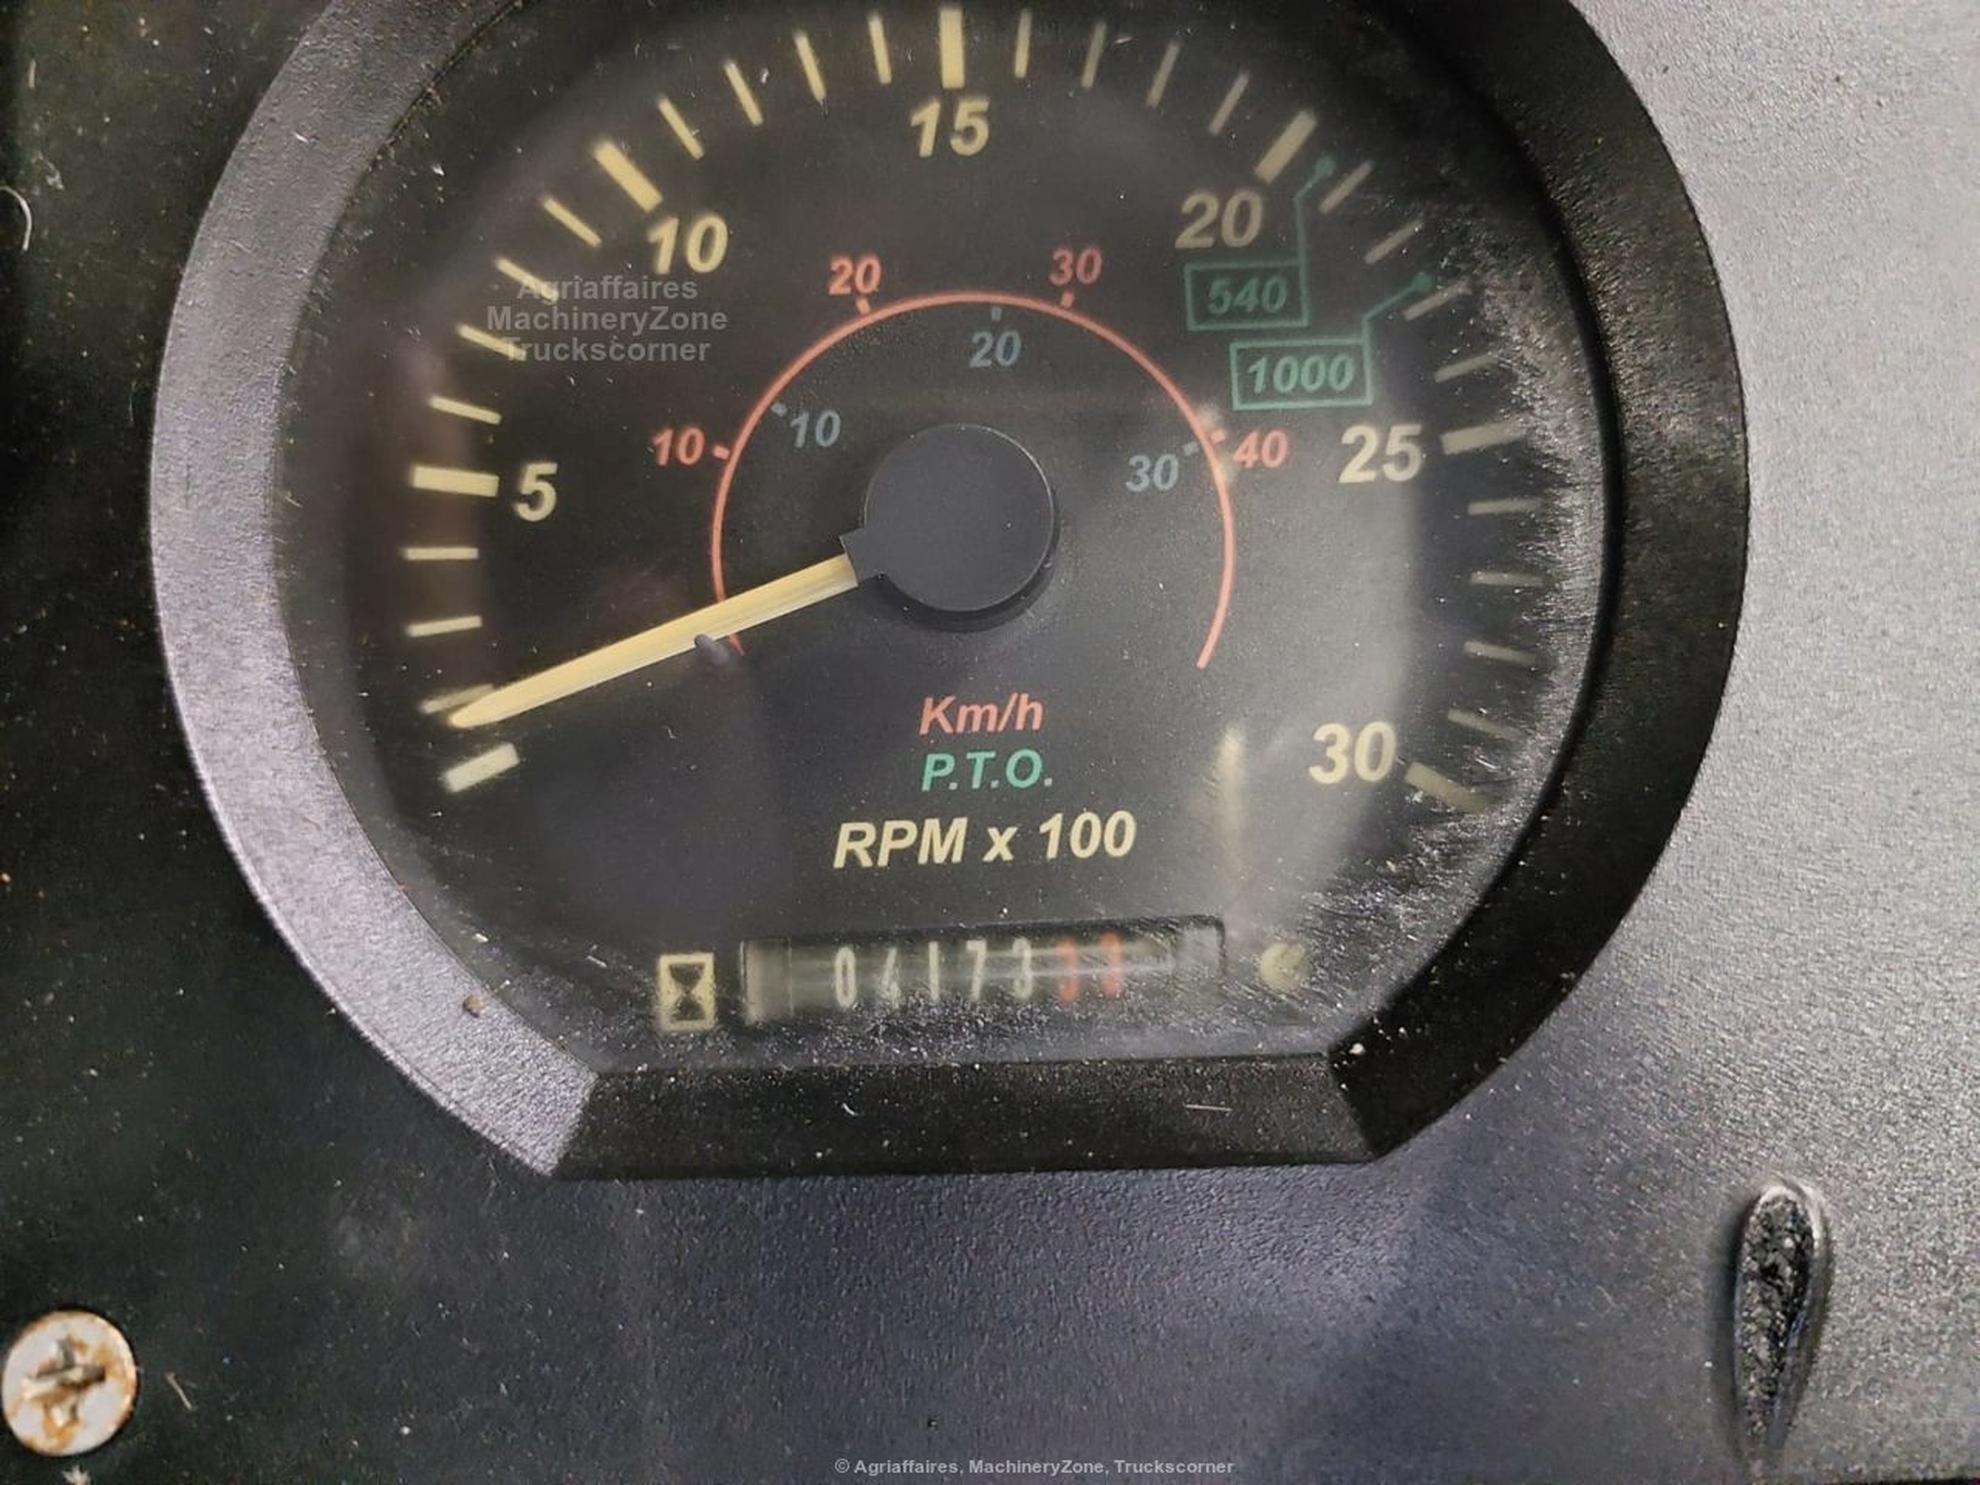 15
10
20
20
30
540
Agriaffaires
MachineryZone
Truckscorner
20
1000
10
10
30
40
25
5
Km/h
P.T.O.
30
RPM x 100
04173
© Agriaffaires, MachineryZone, Truckscorner